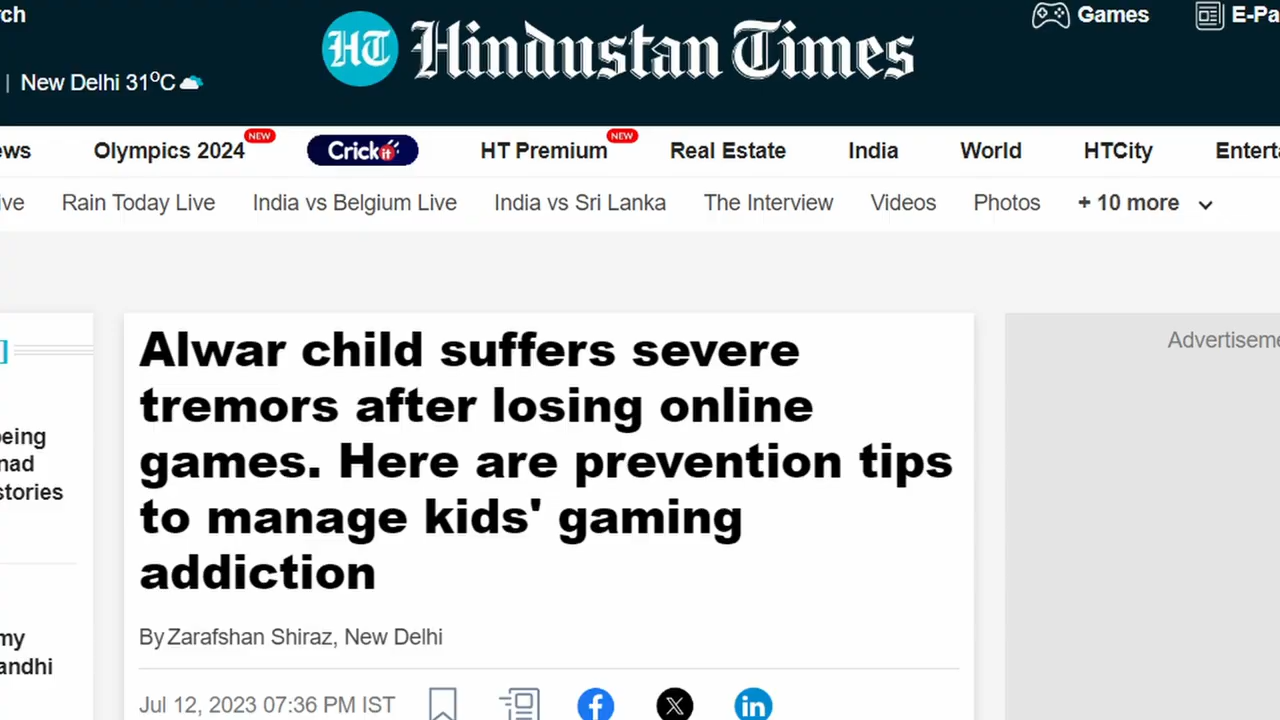 Games
New Delhi 31°C
HT Hindustan Times
Olympics 2024 NEW
Crickit
HT Premium NEW
Real Estate
India
World
HTCity
Rain Today Live
India vs Belgium Live
India vs Sri Lanka
The Interview
Videos
Photos
+ 10 more
stories
Alwar child suffers severe
tremors after losing online
games. Here are prevention tips
to manage kids' gaming
addiction
By Zarafshan Shiraz, New Delhi
Jul 12, 2023 07:36 PM IST